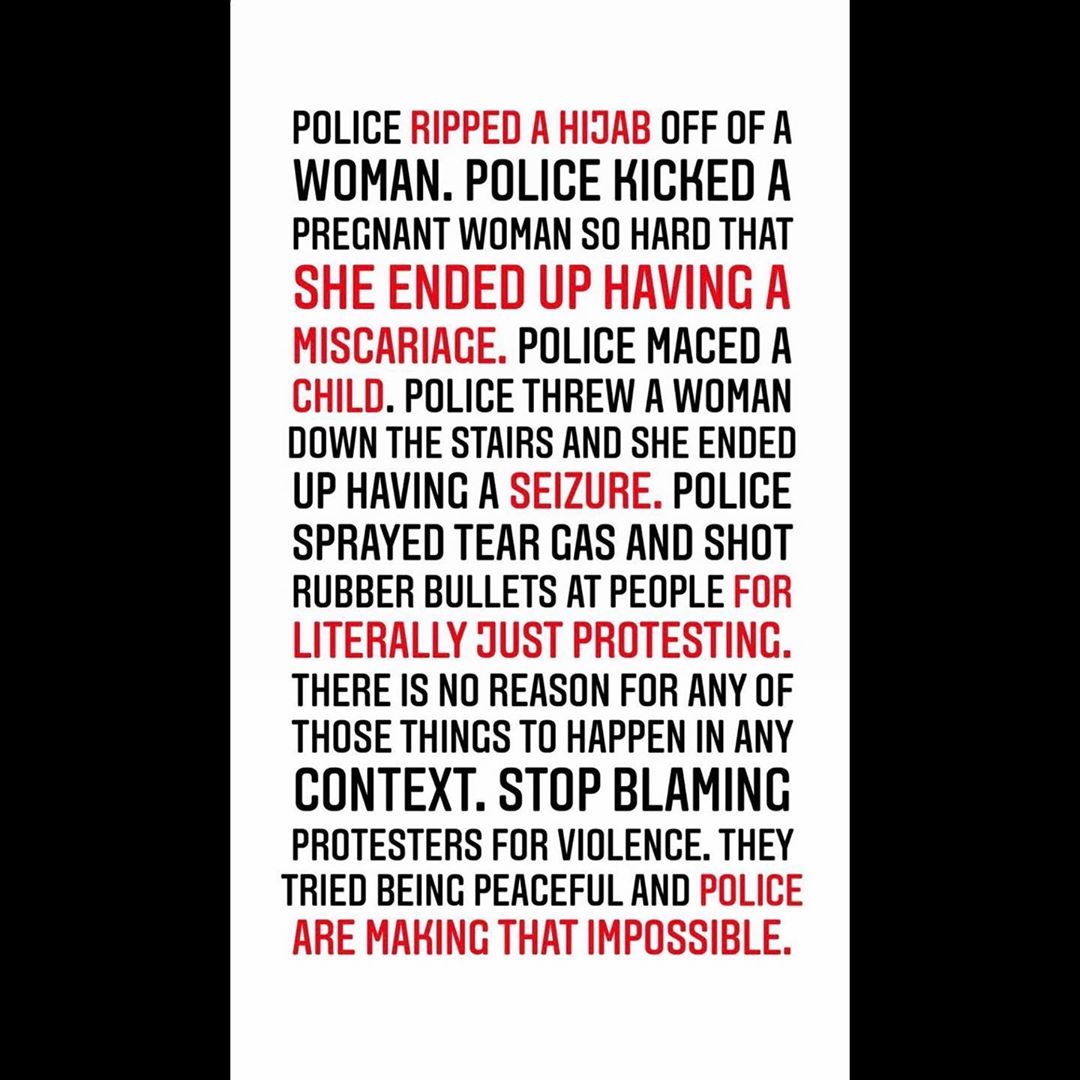 POLICE RIPPED A HIJAB OFF OF A
WOMAN. POLICE KICKED A
PREGNANT WOMAN SO HARD THAT
SHE ENDED UP HAVING A
MISCARIAGE. POLICE MACED A
CHILD. POLICE THREW A WOMAN
DOWN THE STAIRS AND SHE ENDED
UP HAVING A SEIZURE. POLICE
SPRAYED TEAR GAS AND SHOT
RUBBER BULLETS AT PEOPLE FOR
LITERALLY JUST PROTESTING.
THERE IS NO REASON FOR ANY OF
THOSE THINGS TO HAPPEN IN ANY
CONTEXT. STOP BLAMING
PROTESTERS FOR VIOLENCE. THEY
TRIED BEING PEACEFUL AND POLICE
ARE MAKING THAT IMPOSSIBLE.